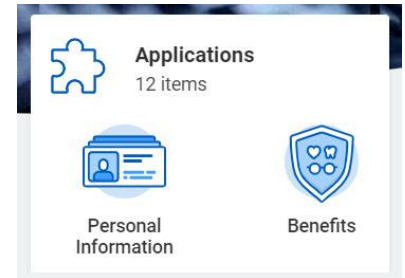 Applications
12 items
Personal
Information
Benefits